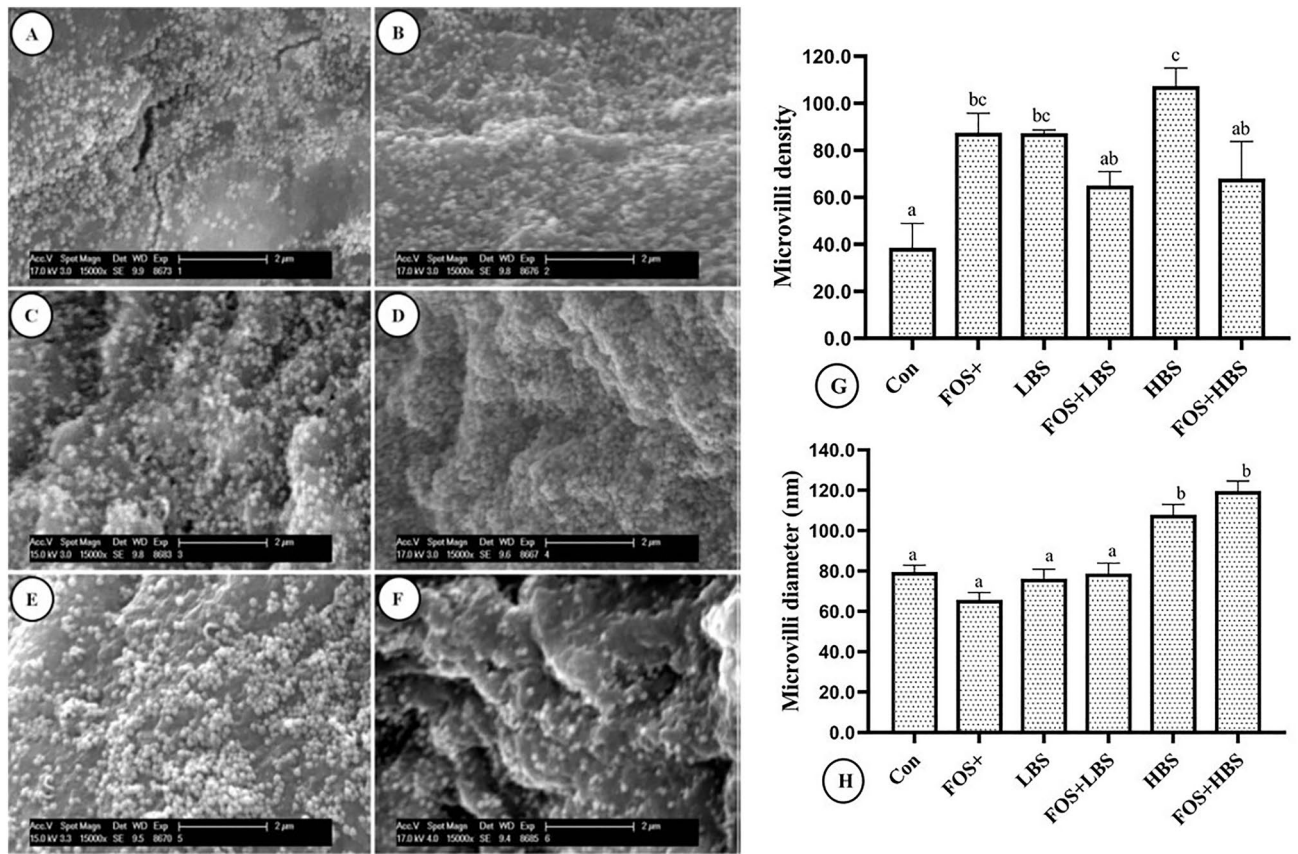 A
Acc.V Spot Magn Det WD Exp 2 µm
17.0 kV 3.0 15000x SE 9.9 8673 1
B
Acc.V Spot Magn Det WD Exp 2 µm
17.0 kV 3.0 15000x SE 9.8 8676 2
C
Acc.V Spot Magn Det WD Exp 2 µm
15.0 kV 3.0 15000x SE 9.8 8683 3
D
Acc.V Spot Magn Det WD Exp 2 µm
17.0 kV 3.0 15000x SE 9.6 8667 4
E
Acc.V Spot Magn Det WD Exp 2 µm
15.0 kV 3.3 15000x SE 9.5 8670 5
F
Acc.V Spot Magn Det WD Exp 2 µm
17.0 kV 4.0 15000x SE 9.4 8685 6
Microvilli density
120.0
100.0
80.0
60.0
40.0
20.0
0.0
a
bc
bc
ab
c
ab
Con
FOS+
LBS
FOS+LBS
HBS
FOS+HBS
G
Microvilli diameter (nm)
140.0
120.0
100.0
80.0
60.0
40.0
20.0
0.0
a
a
a
a
b
b
Con
FOS+
LBS
FOS+LBS
HBS
FOS+HBS
H